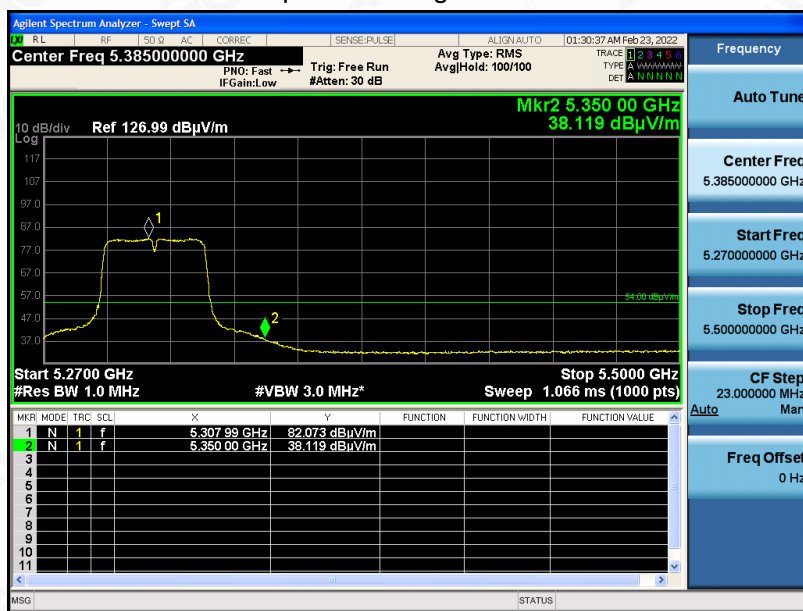 Agilent Spectrum Analyzer - Swept SA
LXI RL RF 50 Ω AC CORREC SENSE:PULSE ALIGN AUTO 01:30:37 AM Feb 23, 2022
Center Freq 5.385000000 GHz
PNO: Fast
IFGain:Low
Trig: Free Run
#Atten: 30 dB
Avg Type: RMS
Avg|Hold: 100/100
TRACE 1 2 3 4 5 6
TYPE A WWWWW
DET A N N N N N
Mkr2 5.350 00 GHz
38.119 dBµV/m
10 dB/div Ref 126.99 dBµV/m
Log
117
107
97.0
87.0
77.0
67.0
57.0
47.0
37.0
1
2
54.00 dBµV/m
Start 5.2700 GHz Stop 5.5000 GHz
#Res BW 1.0 MHz #VBW 3.0 MHz* Sweep 1.066 ms (1000 pts)
MKR MODE TRC SCL X Y FUNCTION FUNCTION WIDTH FUNCTION VALUE
1 N 1 f 5.307 99 GHz 82.073 dBµV/m
2 N 1 f 5.350 00 GHz 38.119 dBµV/m
3
4
5
6
7
8
9
10
11
MSG STATUS
Frequency
Auto Tune
Center Freq
5.385000000 GHz
Start Freq
5.270000000 GHz
Stop Freq
5.500000000 GHz
CF Step
23.000000 MHz
Auto Man
Freq Offset
0 Hz